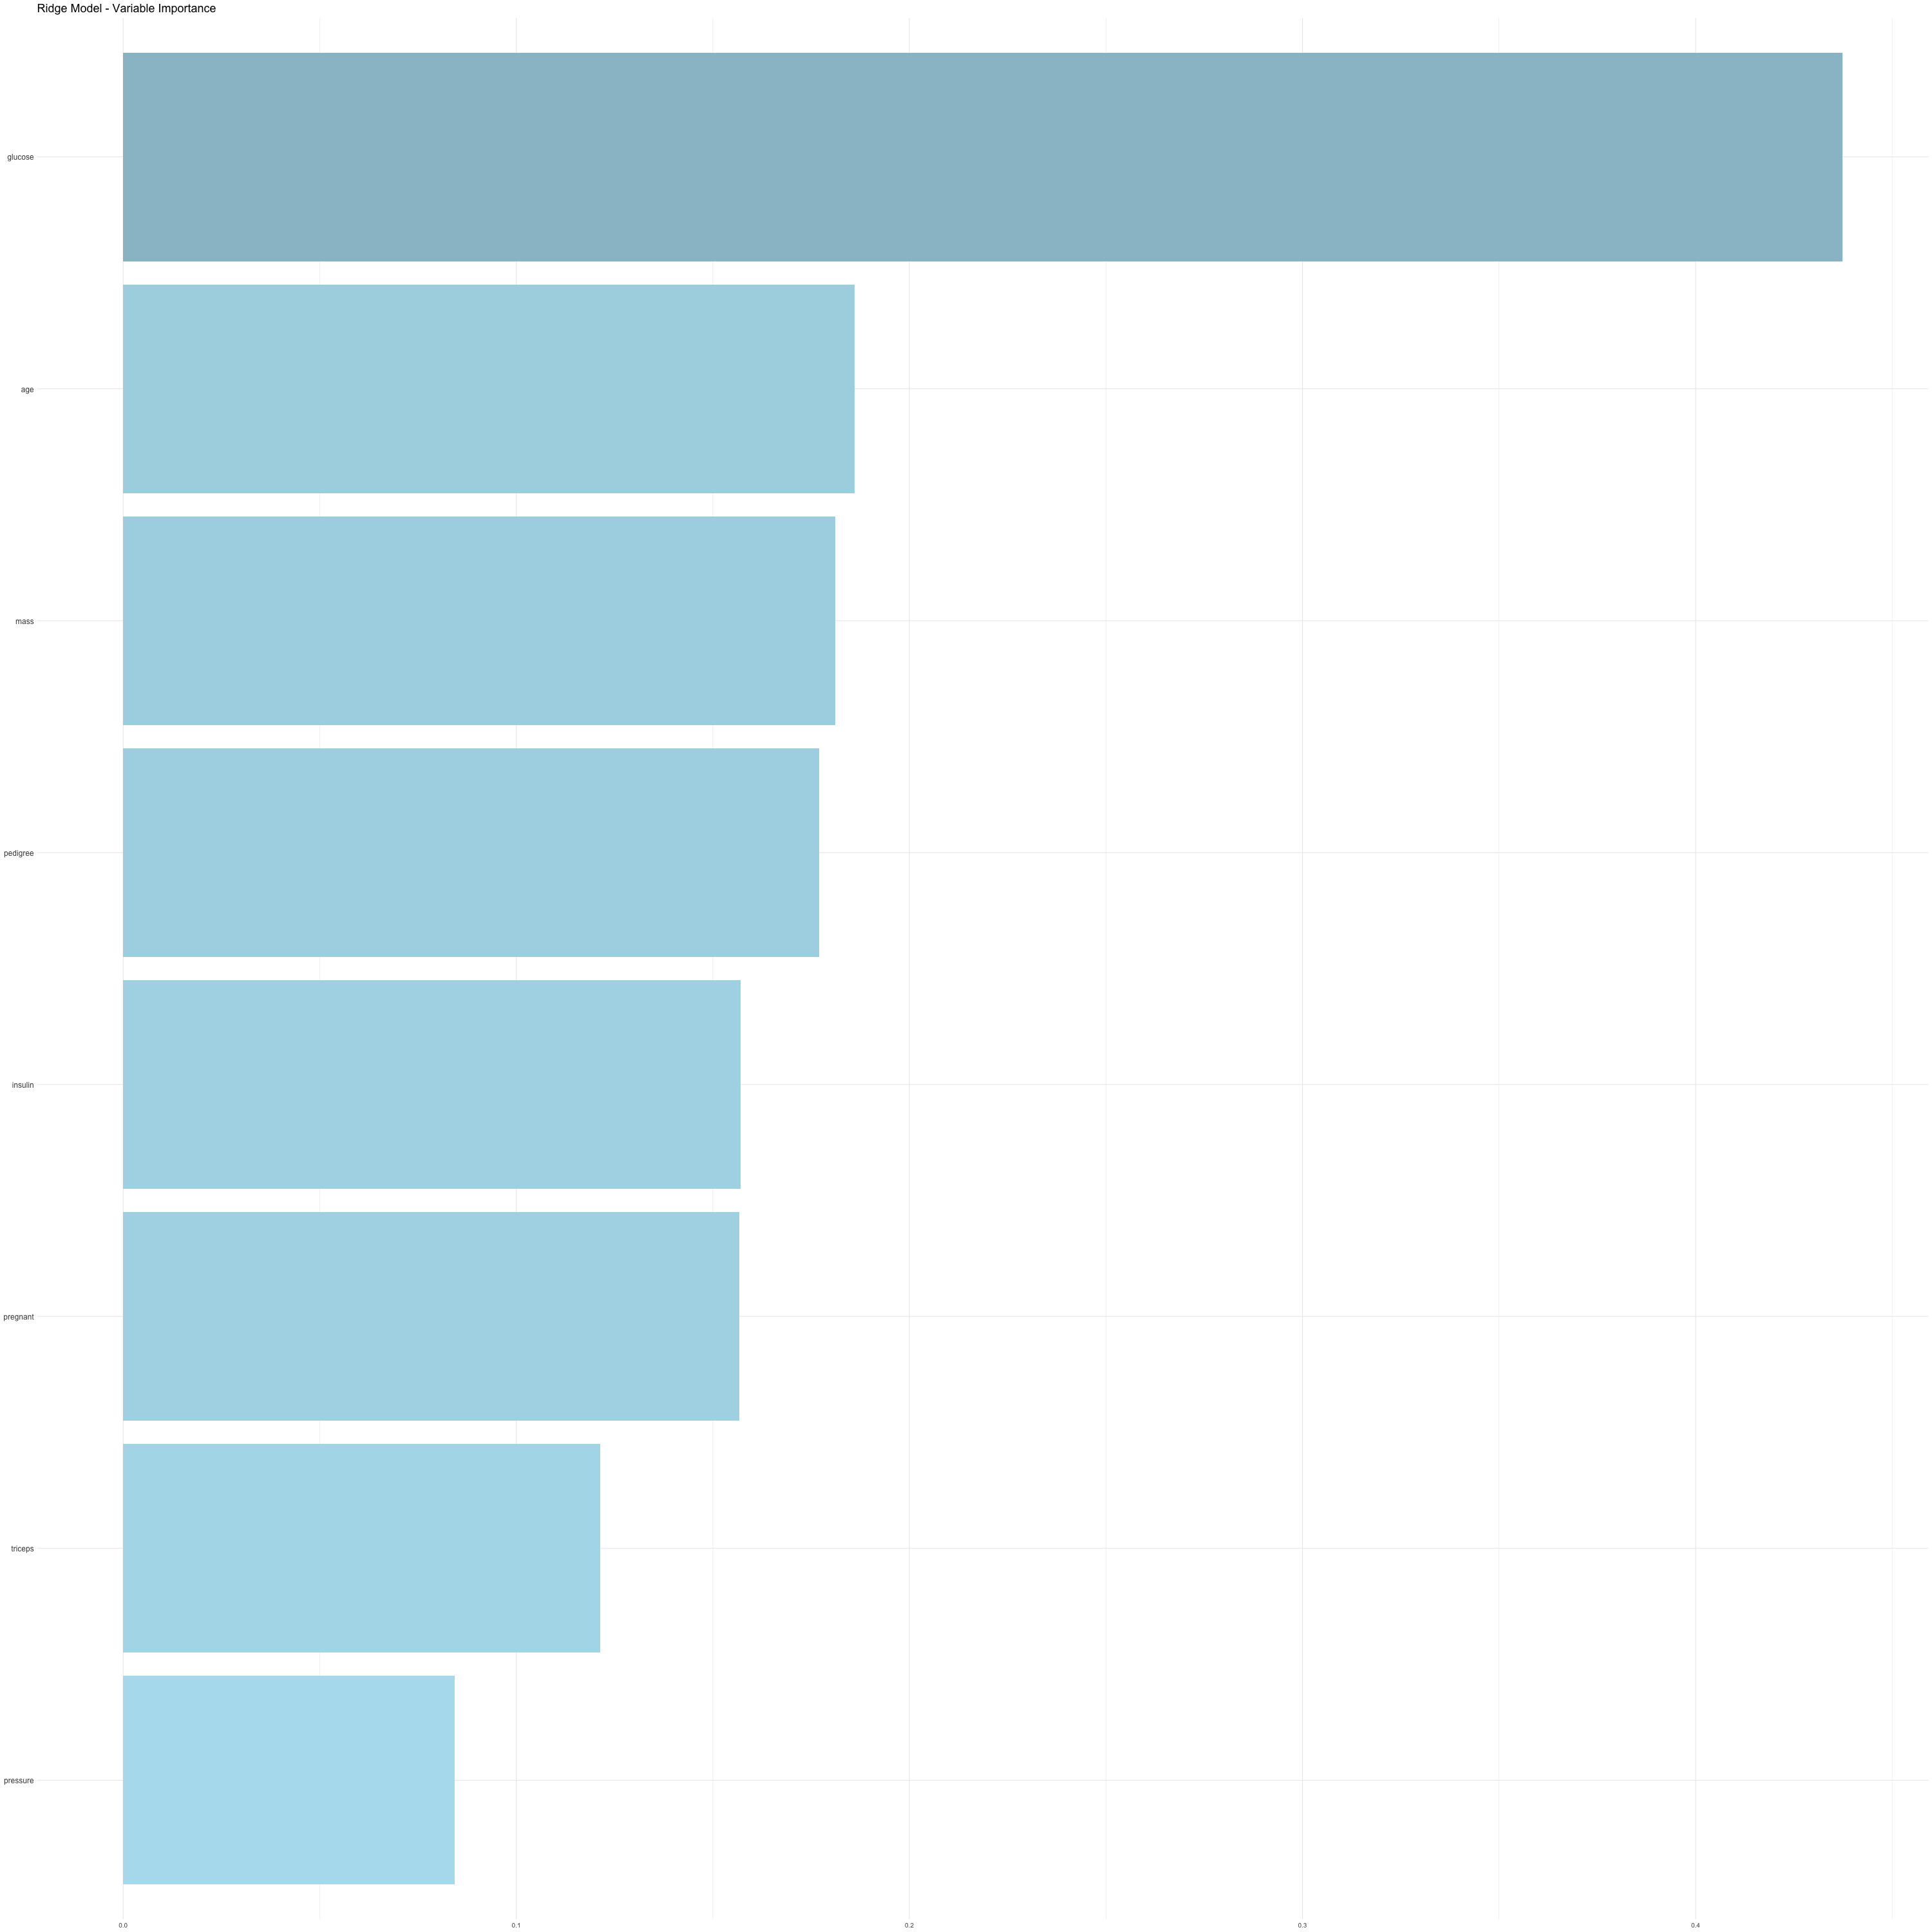 Ridge Model - Variable Importance
glucose
age
mass
pedigree
insulin
pregnant
triceps
pressure
0.0 0.1 0.2 0.3 0.4